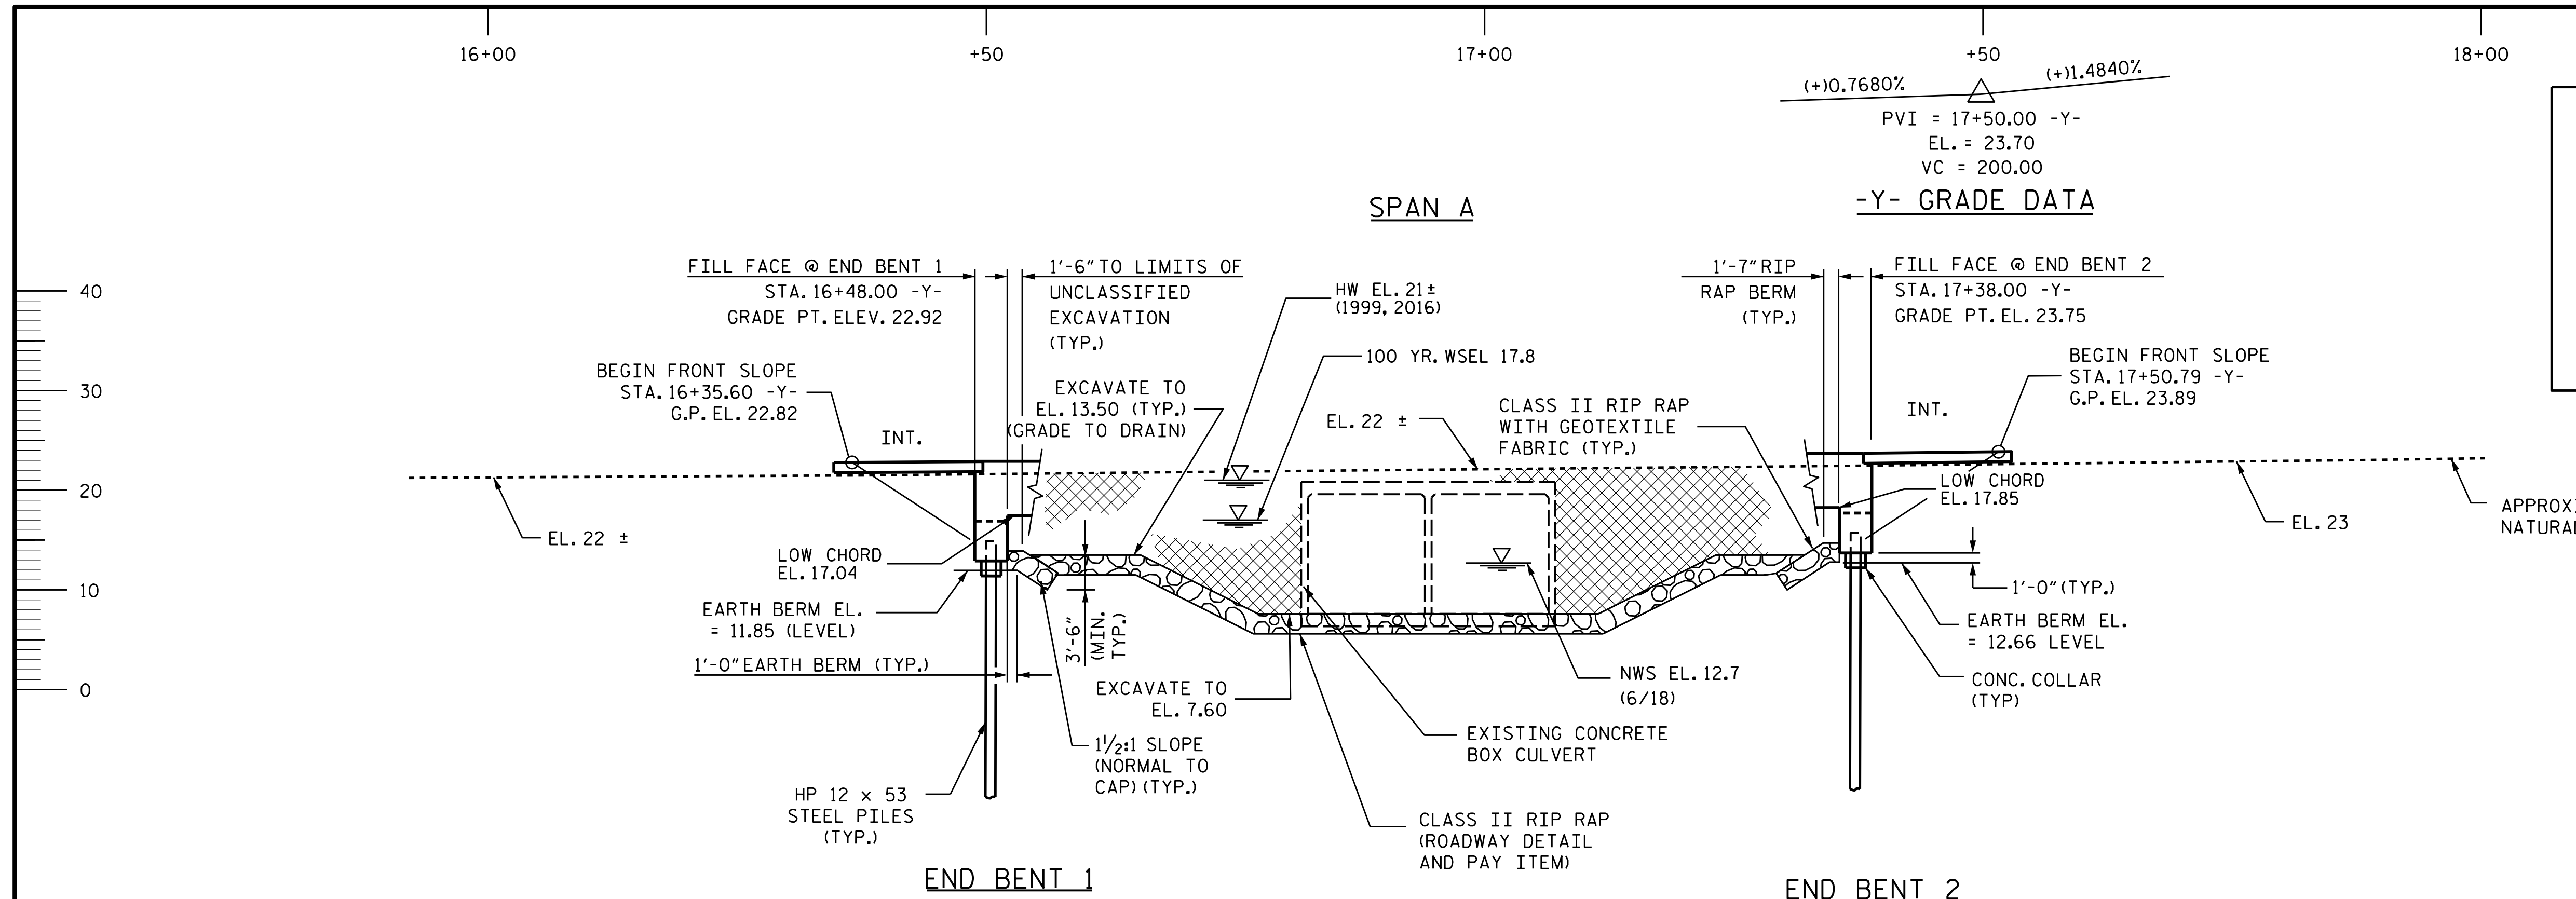 16+00
+50
17+00
+50
18+00
(+)0.7680%
(+)1.4840%
PVI = 17+50.00 -Y-
EL. = 23.70
VC = 200.00
-Y- GRADE DATA
SPAN A
FILL FACE @ END BENT 1
STA. 16+48.00 -Y-
GRADE PT. ELEV. 22.92
1'-6" TO LIMITS OF
UNCLASSIFIED
EXCAVATION
(TYP.)
HW EL. 21±
(1999, 2016)
1'-7" RIP
RAP BERM
(TYP.)
FILL FACE @ END BENT 2
STA. 17+38.00 -Y-
GRADE PT. EL. 23.75
40
30
20
10
0
BEGIN FRONT SLOPE
STA. 16+35.60 -Y-
G.P. EL. 22.82
100 YR. WSEL 17.8
EXCAVATE TO
EL. 13.50 (TYP.)
(GRADE TO DRAIN)
EL. 22 ±
CLASS II RIP RAP
WITH GEOTEXTILE
FABRIC (TYP.)
BEGIN FRONT SLOPE
STA. 17+50.79 -Y-
G.P. EL. 23.89
INT.
INT.
LOW CHORD
EL. 17.85
EL. 22 ±
EL. 23
APPROXI
NATURAL
LOW CHORD
EL. 17.04
EARTH BERM EL.
= 11.85 (LEVEL)
1'-0" EARTH BERM (TYP.)
3'-6"
(MIN.
TYP.)
1'-0" (TYP.)
EARTH BERM EL.
= 12.66 LEVEL
EXCAVATE TO
EL. 7.60
NWS EL. 12.7
(6/18)
CONC. COLLAR
(TYP)
1 1/2:1 SLOPE
(NORMAL TO
CAP) (TYP.)
EXISTING CONCRETE
BOX CULVERT
HP 12 x 53
STEEL PILES
(TYP.)
CLASS II RIP RAP
(ROADWAY DETAIL
AND PAY ITEM)
END BENT 1
END BENT 2